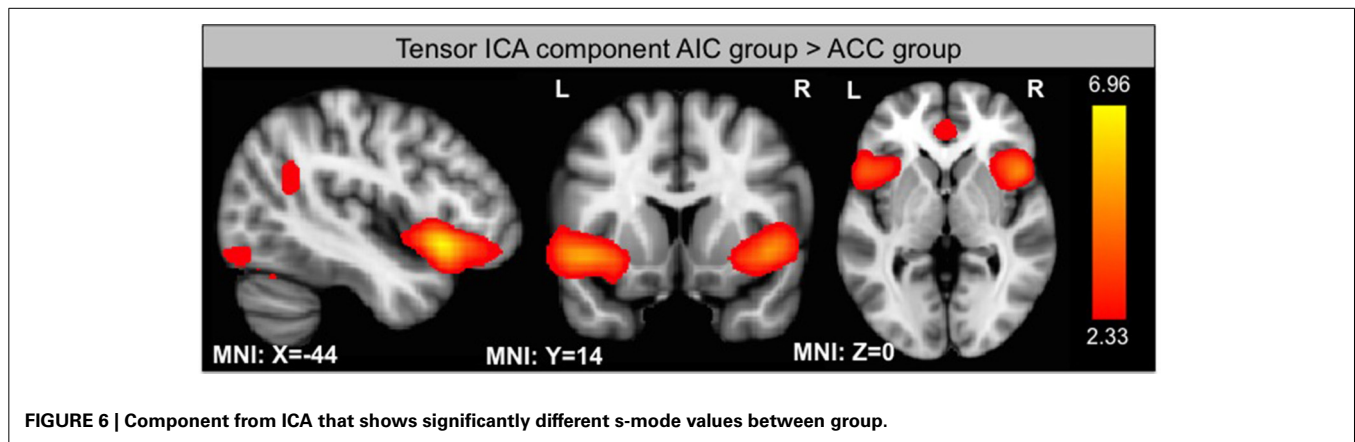 Tensor ICA component AIC group > ACC group
L R L R 6.96
2.33
MNI: X=-44 MNI: Y=14 MNI: Z=0
FIGURE 6 | Component from ICA that shows significantly different s-mode values between group.